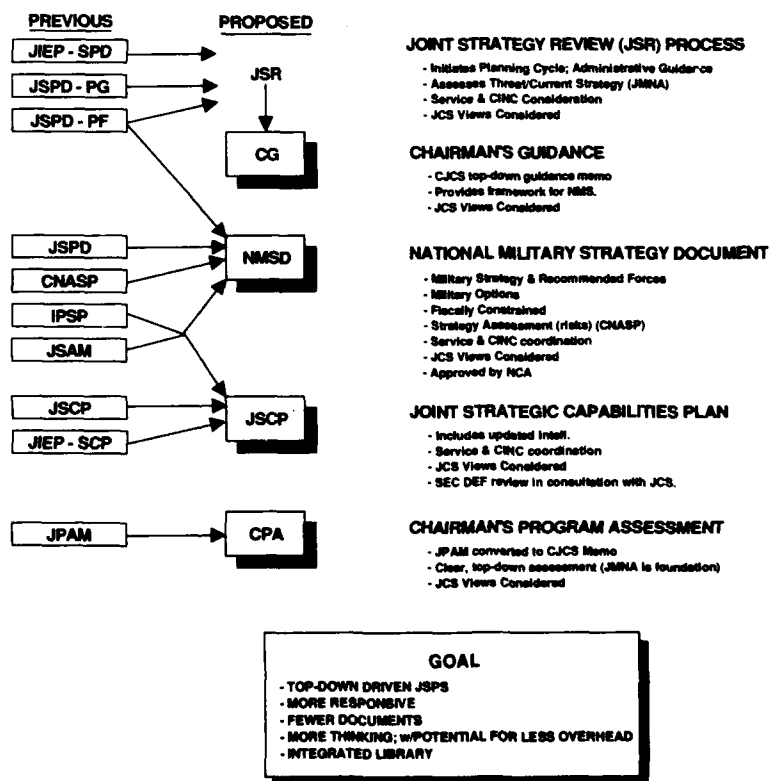 PREVIOUS
PROPOSED
JIEP - SPD
JSPD - PG
JSPD - PF
JSR
CG
JSPD
CNASP
IPSP
JSAM
NMSD
JSCP
JIEP - SCP
JSCP
JPAM
CPA
JOINT STRATEGY REVIEW (JSR) PROCESS
- Initiates Planning Cycle; Administrative Guidance
- Assesses Threat/Current Strategy (JMNA)
- Service & CINC Consideration
- JCS Views Considered
CHAIRMAN'S GUIDANCE
- CJCS top-down guidance memo
- Provides framework for NMS.
- JCS Views Considered
NATIONAL MILITARY STRATEGY DOCUMENT
- Military Strategy & Recommended Forces
- Military Options
- Fiscally Constrained
- Strategy Assessment (risks) (CNASP)
- Service & CINC coordination
- JCS Views Considered
- Approved by NCA
JOINT STRATEGIC CAPABILITIES PLAN
- Includes updated Intell.
- Service & CINC coordination
- JCS Views Considered
- SEC DEF review in consultation with JCS.
CHAIRMAN'S PROGRAM ASSESSMENT
- JPAM converted to CJCS Memo
- Clear, top-down assessment (JMNA is foundation)
- JCS Views Considered
GOAL
- TOP-DOWN DRIVEN JSPS
- MORE RESPONSIVE
- FEWER DOCUMENTS
- MORE THINKING; w/POTENTIAL FOR LESS OVERHEAD
- INTEGRATED LIBRARY